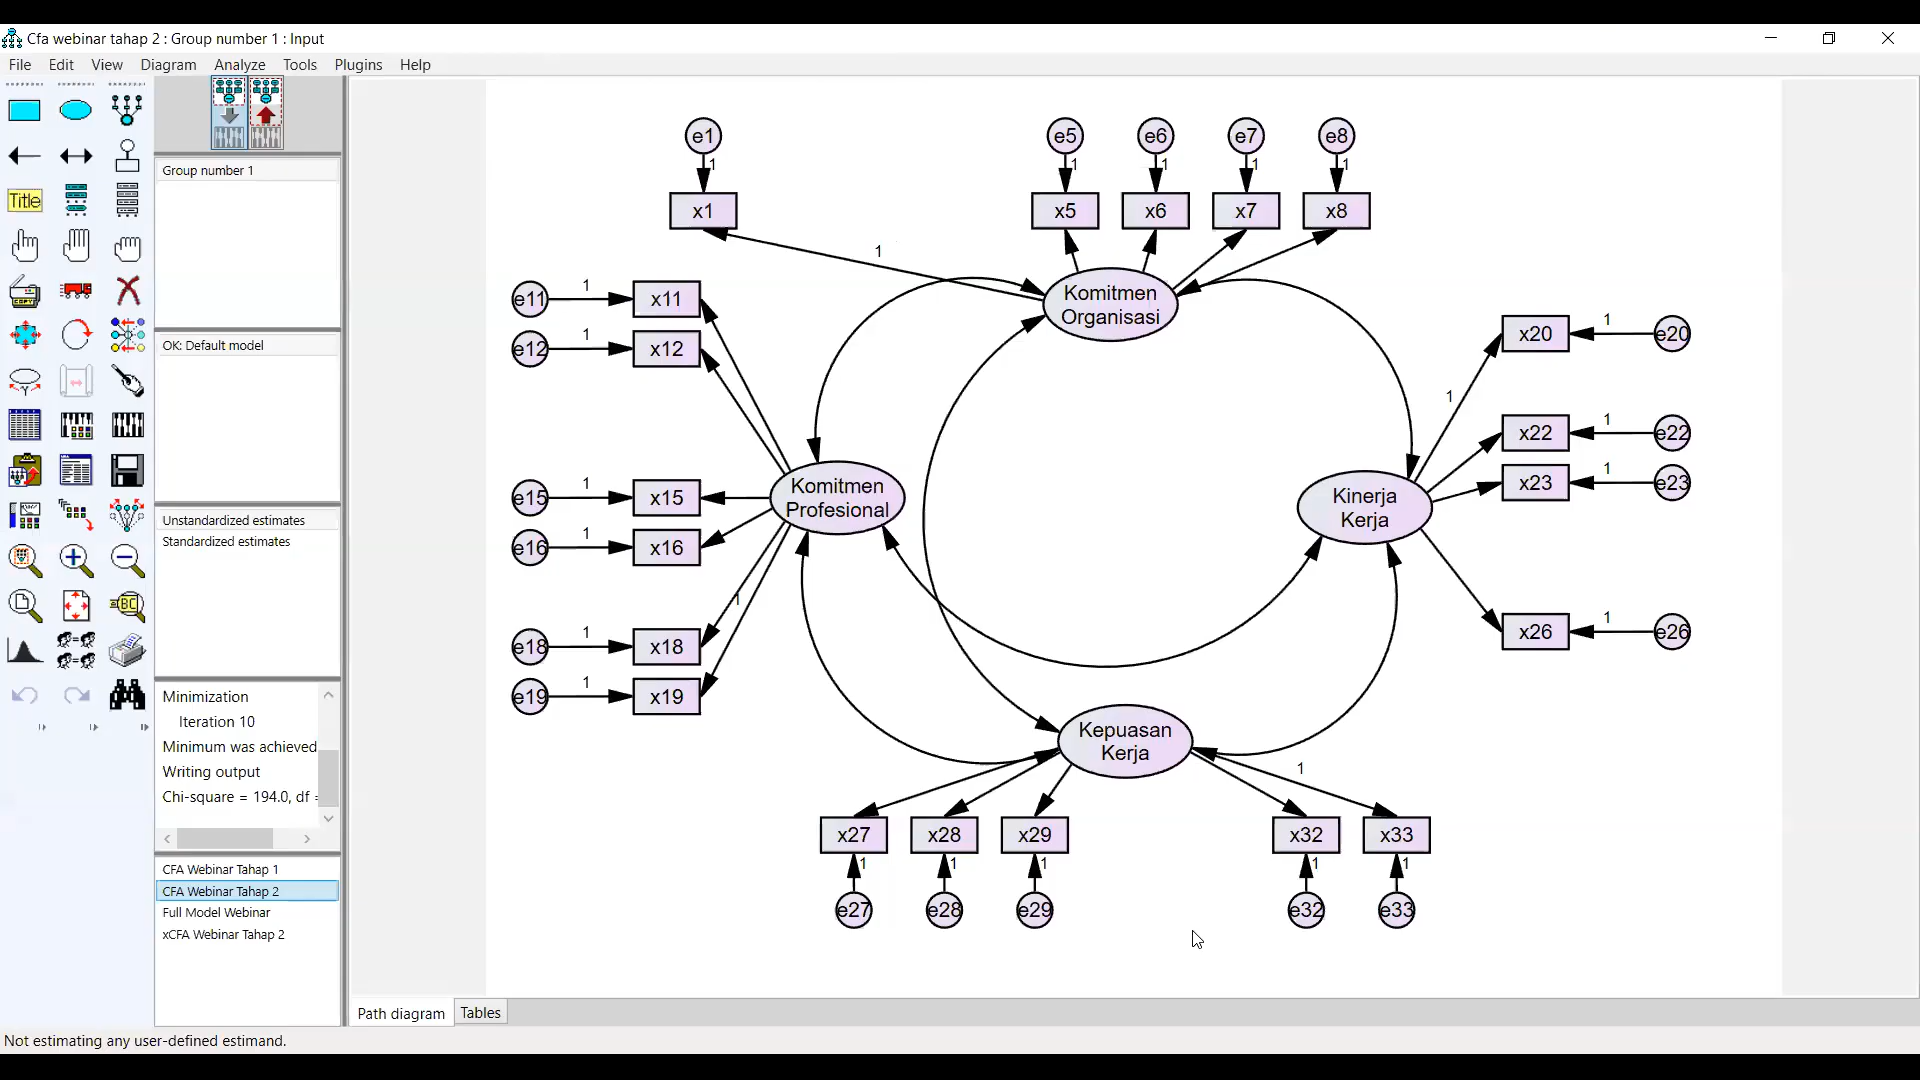 Cfa webinar tahap 2 : Group number 1 : Input
File Edit View Diagram Analyze Tools Plugins Help
Title
COPY
ABC
Group number 1
OK: Default model
Unstandardized estimates
Standardized estimates
Minimization
Iteration 10
Minimum was achieved
Writing output
Chi-square = 194.0, df =
CFA Webinar Tahap 1
CFA Webinar Tahap 2
Full Model Webinar
xCFA Webinar Tahap 2
e1 e5 e6 e7 e8
1 1 1 1 1
x1 x5 x6 x7 x8
1
Komitmen
Organisasi
e11 1 x11
e12 1 x12
e15 1 x15
e16 1 x16
e18 1 x18
e19 1 x19
1
Komitmen
Profesional
x20 1 e20
1
x22 1 e22
x23 1 e23
x26 1 e26
Kinerja
Kerja
Kepuasan
Kerja
1
x27 x28 x29 x32 x33
1 1 1 1 1
e27 e28 e29 e32 e33
Path diagram Tables
Not estimating any user-defined estimand.